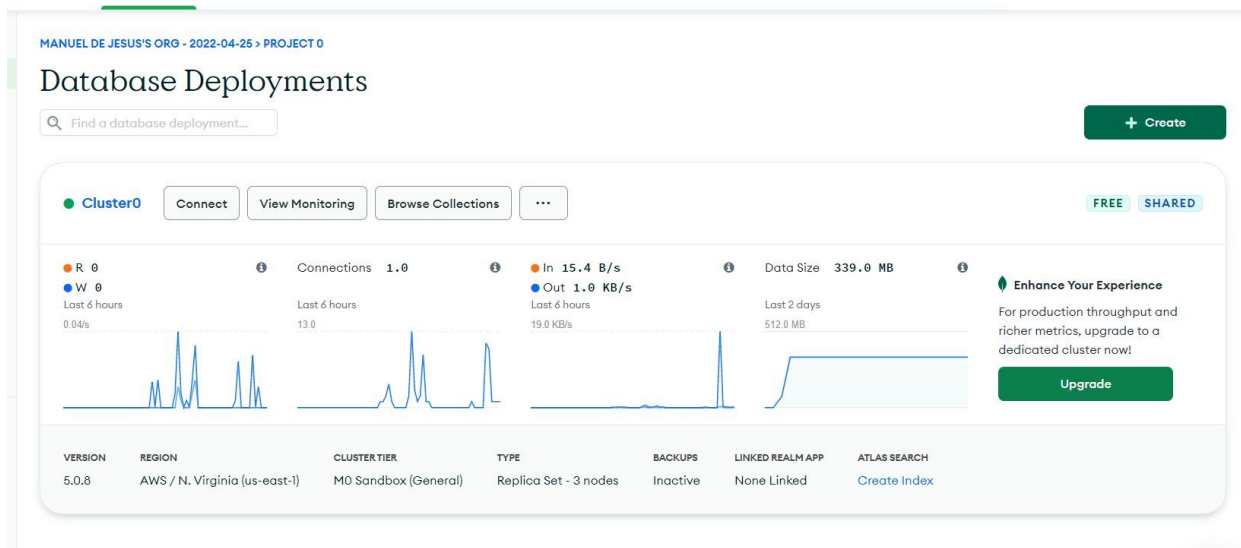 MANUEL DE JESUS'S ORG - 2022-04-25 > PROJECT 0
Database Deployments
Find a database deployment...
+ Create
Cluster0
Connect
View Monitoring
Browse Collections
...
FREE
SHARED
R 0
W 0
Last 6 hours
0.04/s
Connections 1.0
Last 6 hours
13.0
In 15.4 B/s
Out 1.0 KB/s
Last 6 hours
19.0 KB/s
Data Size 339.0 MB
Last 2 days
512.0 MB
Enhance Your Experience
For production throughput and
richer metrics, upgrade to a
dedicated cluster now!
Upgrade
VERSION
5.0.8
REGION
AWS / N. Virginia (us-east-1)
CLUSTER TIER
M0 Sandbox (General)
TYPE
Replica Set - 3 nodes
BACKUPS
Inactive
LINKED REALM APP
None Linked
ATLAS SEARCH
Create Index